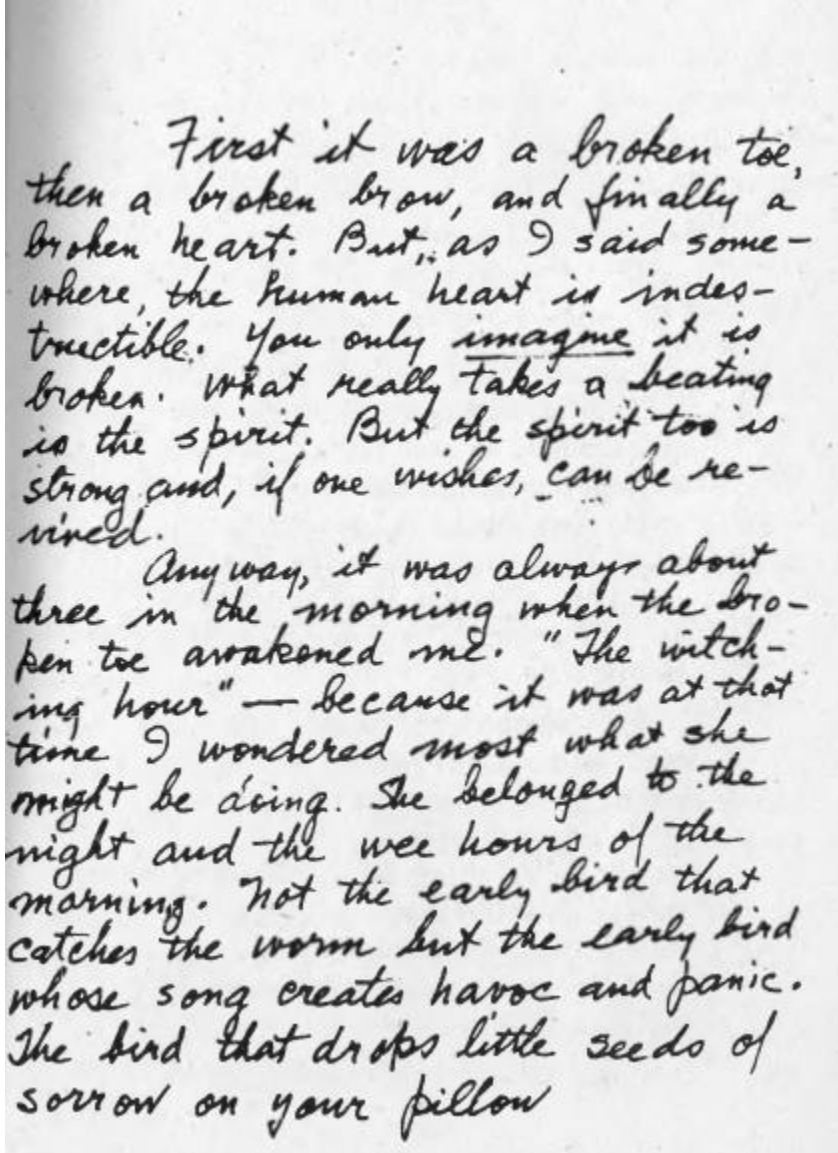 First it was a broken toe,
then a broken brow, and finally a
broken heart. But, as I said some-
where, the human heart is indes-
tructible. You only imagine it is
broken. What really takes a beating
is the spirit. But the spirit too is
strong and, if one wishes, can be re-
vived.
Anyway, it was always about
three in the morning when the bro-
ken toe awakened me. "The witch-
ing hour" — because it was at that
time I wondered most what she
might be doing. She belonged to the
night and the wee hours of the
morning. Not the early bird that
catches the worm but the early bird
whose song creates havoc and panic.
The bird that drops little seeds of
sorrow on your pillow